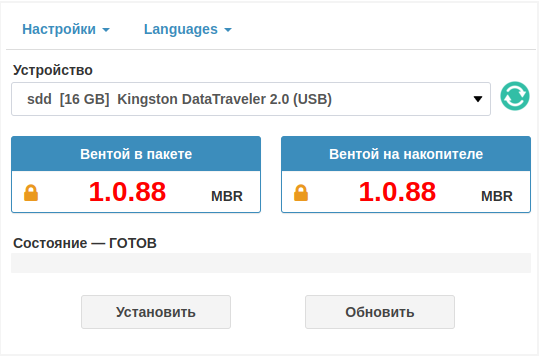 Настройки Languages
Устройство
sdd [16 GB] Kingston DataTraveler 2.0 (USB)
Вентой в пакете Вентой на накопителе
1.0.88 MBR 1.0.88 MBR
Состояние — ГОТОВ
Установить Обновить